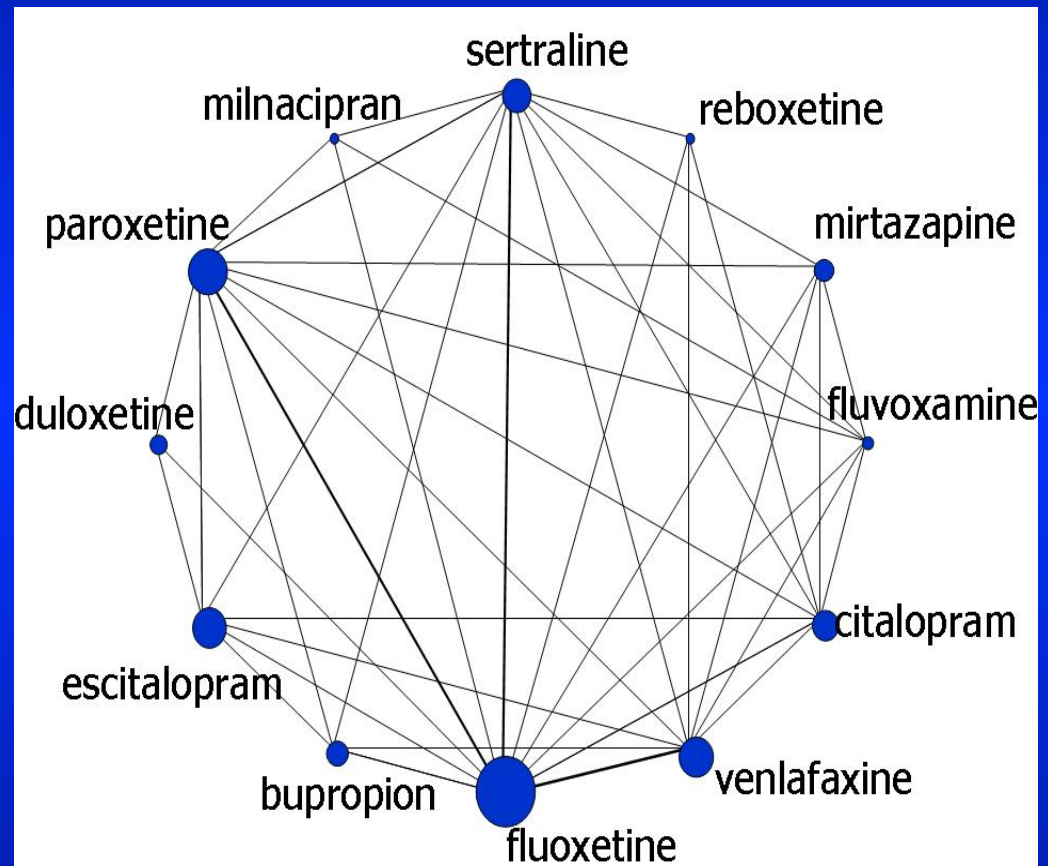 sertraline
milnacipran
reboxetine
paroxetine
mirtazapine
duloxetine
fluvoxamine
citalopram
escitalopram
venlafaxine
bupropion
fluoxetine